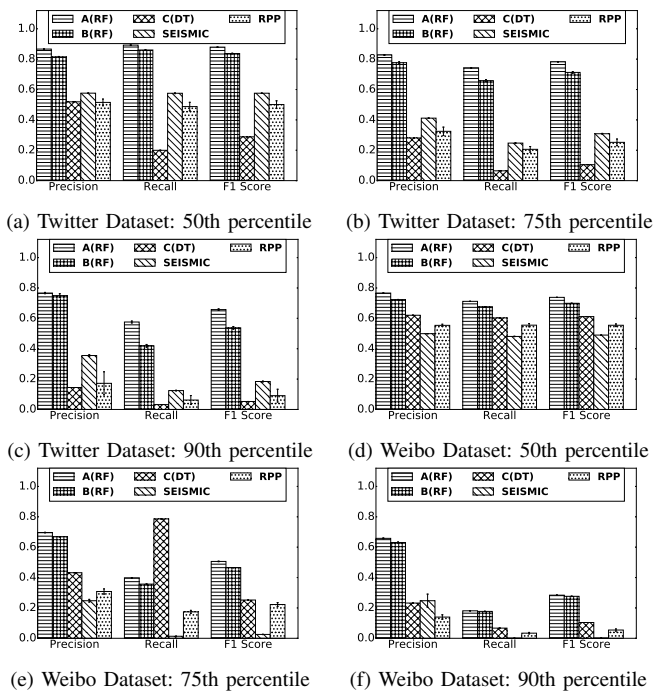 A(RF) C(DT) RPP
B(RF) SEISMIC
1.0
0.8
0.6
0.4
0.2
0.0
Precision Recall F1 Score
(a) Twitter Dataset: 50th percentile
A(RF) C(DT) RPP
B(RF) SEISMIC
1.0
0.8
0.6
0.4
0.2
0.0
Precision Recall F1 Score
(b) Twitter Dataset: 75th percentile
A(RF) C(DT) RPP
B(RF) SEISMIC
1.0
0.8
0.6
0.4
0.2
0.0
Precision Recall F1 Score
(c) Twitter Dataset: 90th percentile
A(RF) C(DT) RPP
B(RF) SEISMIC
1.0
0.8
0.6
0.4
0.2
0.0
Precision Recall F1 Score
(d) Weibo Dataset: 50th percentile
A(RF) C(DT) RPP
B(RF) SEISMIC
1.0
0.8
0.6
0.4
0.2
0.0
Precision Recall F1 Score
(e) Weibo Dataset: 75th percentile
A(RF) C(DT) RPP
B(RF) SEISMIC
1.0
0.8
0.6
0.4
0.2
0.0
Precision Recall F1 Score
(f) Weibo Dataset: 90th percentile